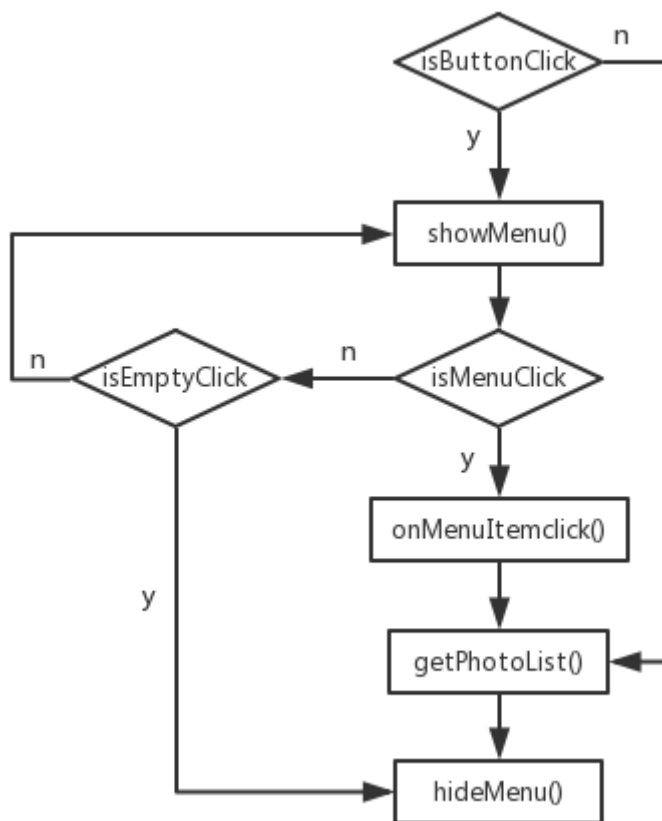 isButtonClick
n
y
showMenu()
n
isEmptyClick
n
isMenuClick
y
onMenuItemclick()
y
getPhotoList()
hideMenu()